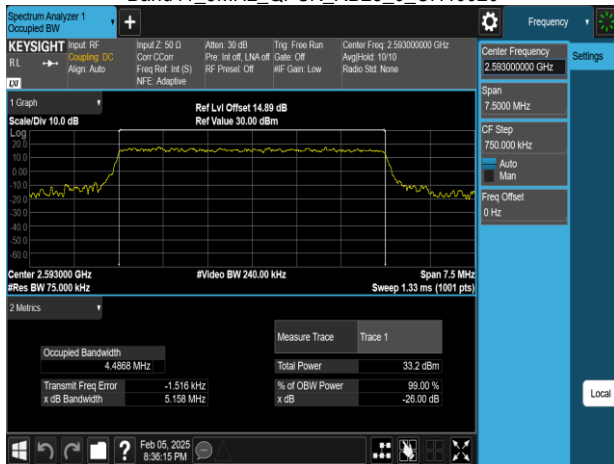 Spectrum Analyzer 1
Occupied BW
+
Frequency
KEYSIGHT
Input: RF
Coupling: DC
Align: Auto
Input Z: 50 Ω
Corr CCorr
Freq Ref: Int (S)
NFE: Adaptive
Atten: 30 dB
Pre: Int off, LNA off
RF Preset: Off
Trig: Free Run
Gate: Off
#IF Gain: Low
Center Freq: 2.593000000 GHz
Avg|Hold: 10/10
Radio Std: None
RL
LXI
Center Frequency
2.593000000 GHz
Settings
Span
7.5000 MHz
CF Step
750.000 kHz
Auto
Man
Freq Offset
0 Hz
1 Graph
Scale/Div 10.0 dB
Ref Lvl Offset 14.89 dB
Ref Value 30.00 dBm
Log
20.0
10.0
0.00
-10.0
-20.0
-30.0
-40.0
-50.0
-60.0
Center 2.593000 GHz
#Res BW 75.000 kHz
#Video BW 240.00 kHz
Span 7.5 MHz
Sweep 1.33 ms (1001 pts)
2 Metrics
Measure Trace Trace 1
Occupied Bandwidth
4.4868 MHz
Total Power 33.2 dBm
Transmit Freq Error -1.516 kHz
% of OBW Power 99.00 %
x dB Bandwidth 5.158 MHz
x dB -26.00 dB
Local
?
Feb 05, 2025
8:36:15 PM